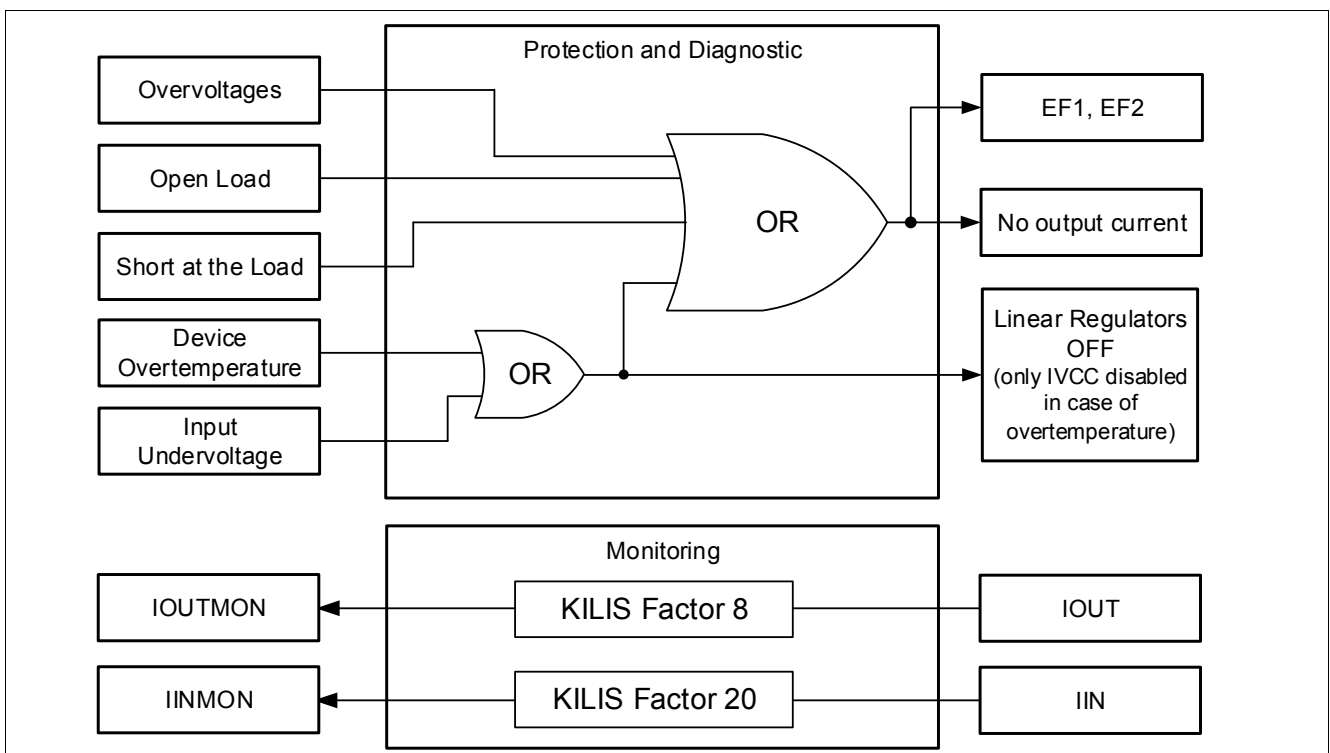 Protection and Diagnostic
Overvoltages
Open Load
Short at the Load
Device
Overtemperature
Input
Undervoltage
OR
OR
EF1, EF2
No output current
Linear Regulators
OFF
(only IVCC disabled
in case of
overtemperature)
Monitoring
IOUTMON
KILIS Factor 8
IOUT
IINMON
KILIS Factor 20
IIN